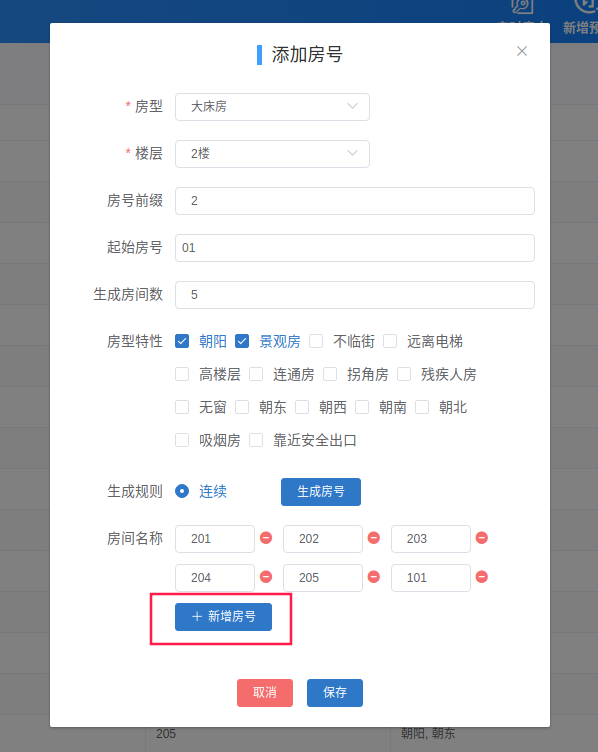 新增预
添加房号
* 房型 大床房
* 楼层 2楼
房号前缀 2
起始房号 01
生成房间数 5
房型特性 朝阳 景观房 不临街 远离电梯
高楼层 连通房 拐角房 残疾人房
无窗 朝东 朝西 朝南 朝北
吸烟房 靠近安全出口
生成规则 连续 生成房号
房间名称 201 202 203
204 205 101
+ 新增房号
取消 保存
205 朝阳, 朝东